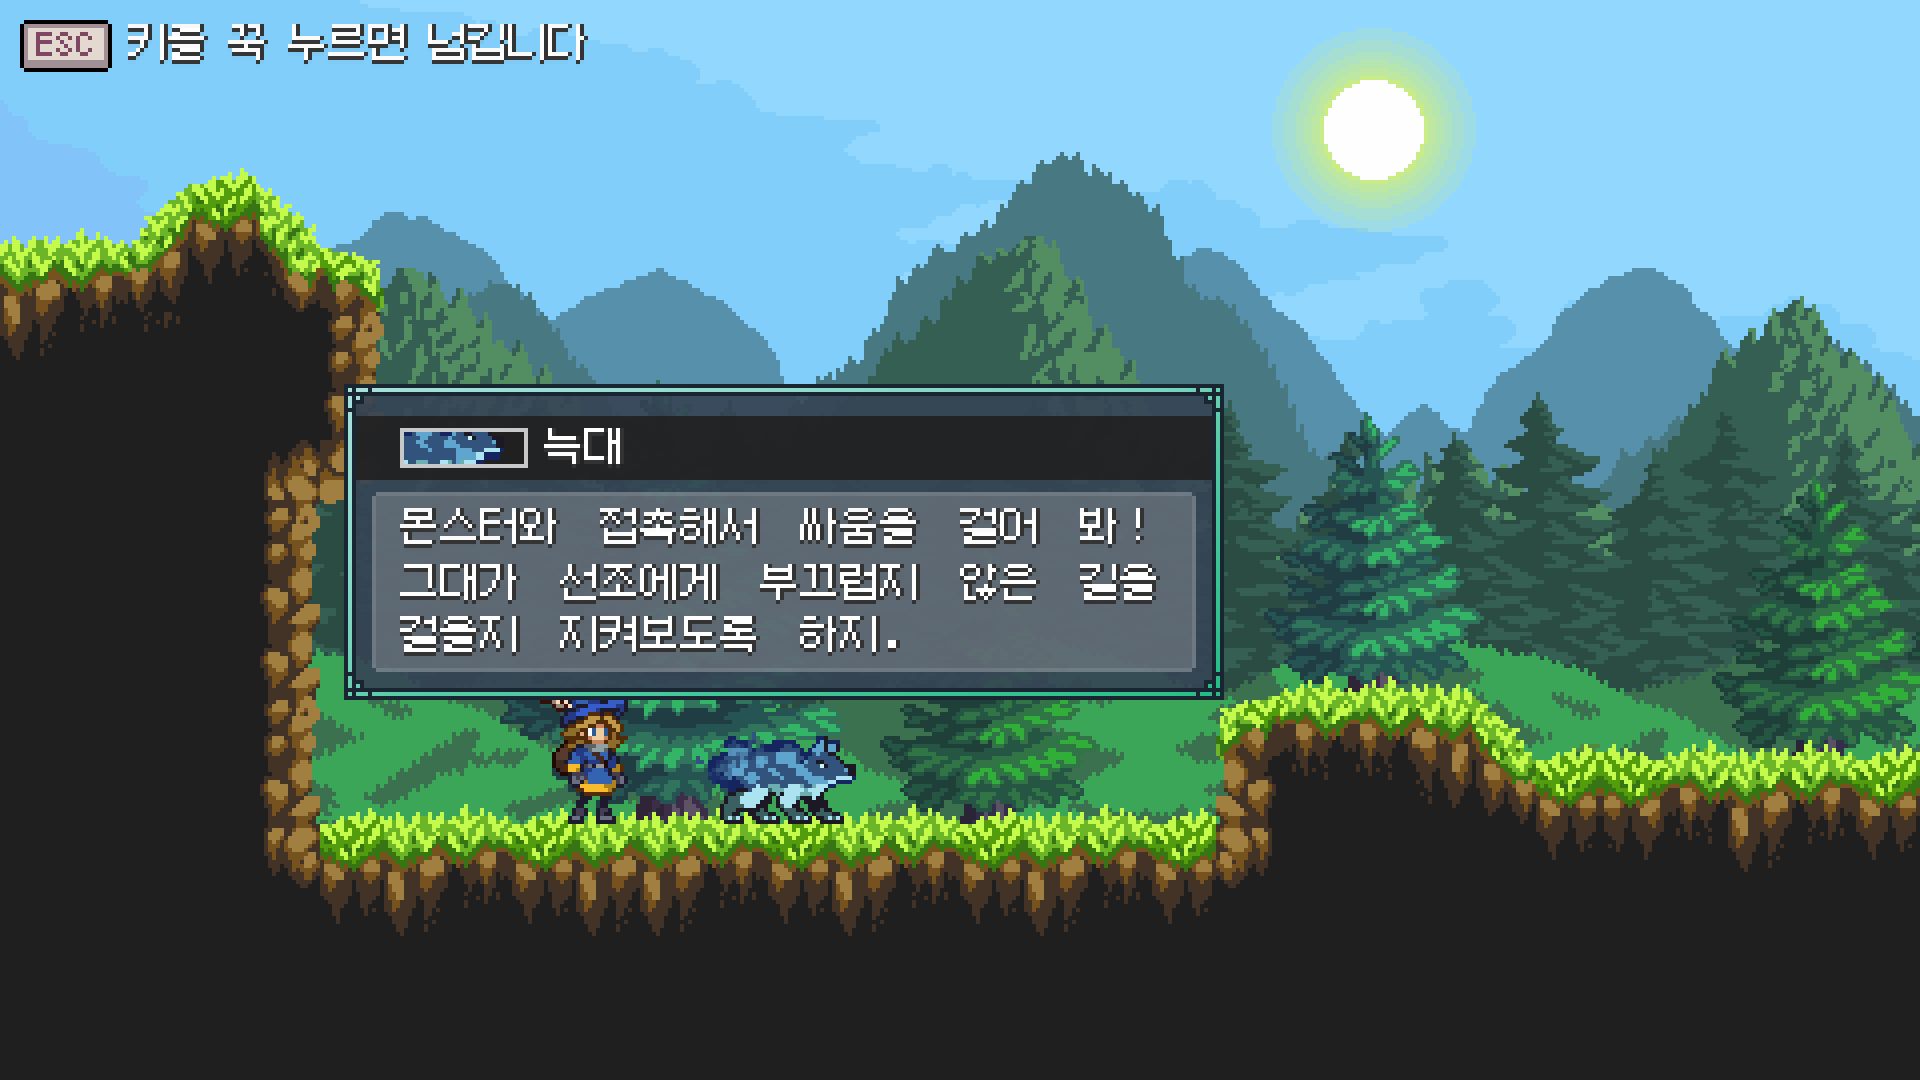 ESC 키를 꾹 누르면 넘깁니다
늑대
몬스터와 접촉해서 싸움을 걸어 봐!
그대가 선조에게 부끄럽지 않은 길을
걸을지 지켜보도록 하지.